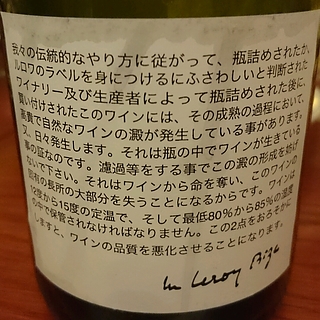 我々の伝統的なやり方に従がって、瓶詰めされたか、
ルロワのラベルを身につけるにふさわしいと判断された
ワイナリー及び生産者によって瓶詰めされた後に、
買い付けされたこのワインには、その成熟の過程において、
高貴で自然なワインの澱が発生している事があります。
又、日々発生します。それは瓶の中でワインが生きている
事の証なのです。濾過等をする事でこの澱の形成を妨げ
ないで下さい。それはワインから命を奪い、このワインの
固有の長所の大部分を失うことになるからです。ワインは
12度から15度の定温で、そして最低80％から85％の湿度
の中で保管されなければなりません。この2点をおろそかに
しますと、ワインの品質を悪化させることになります。
Leroy Bize